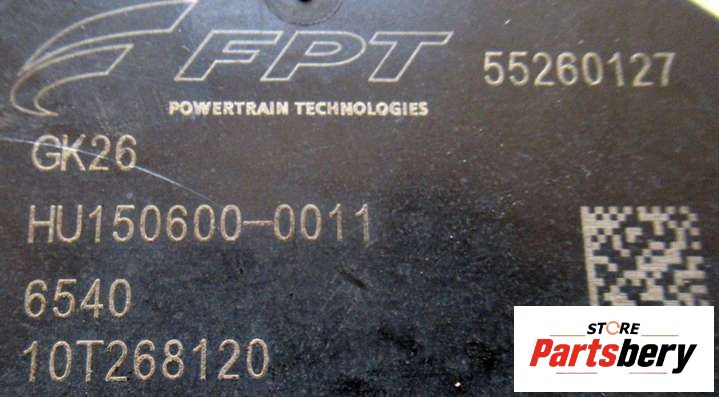 FPT 55260127
POWERTRAIN TECHNOLOGIES
GK26
HU150600-0011
6540
10T268120
STORE
Partsbery